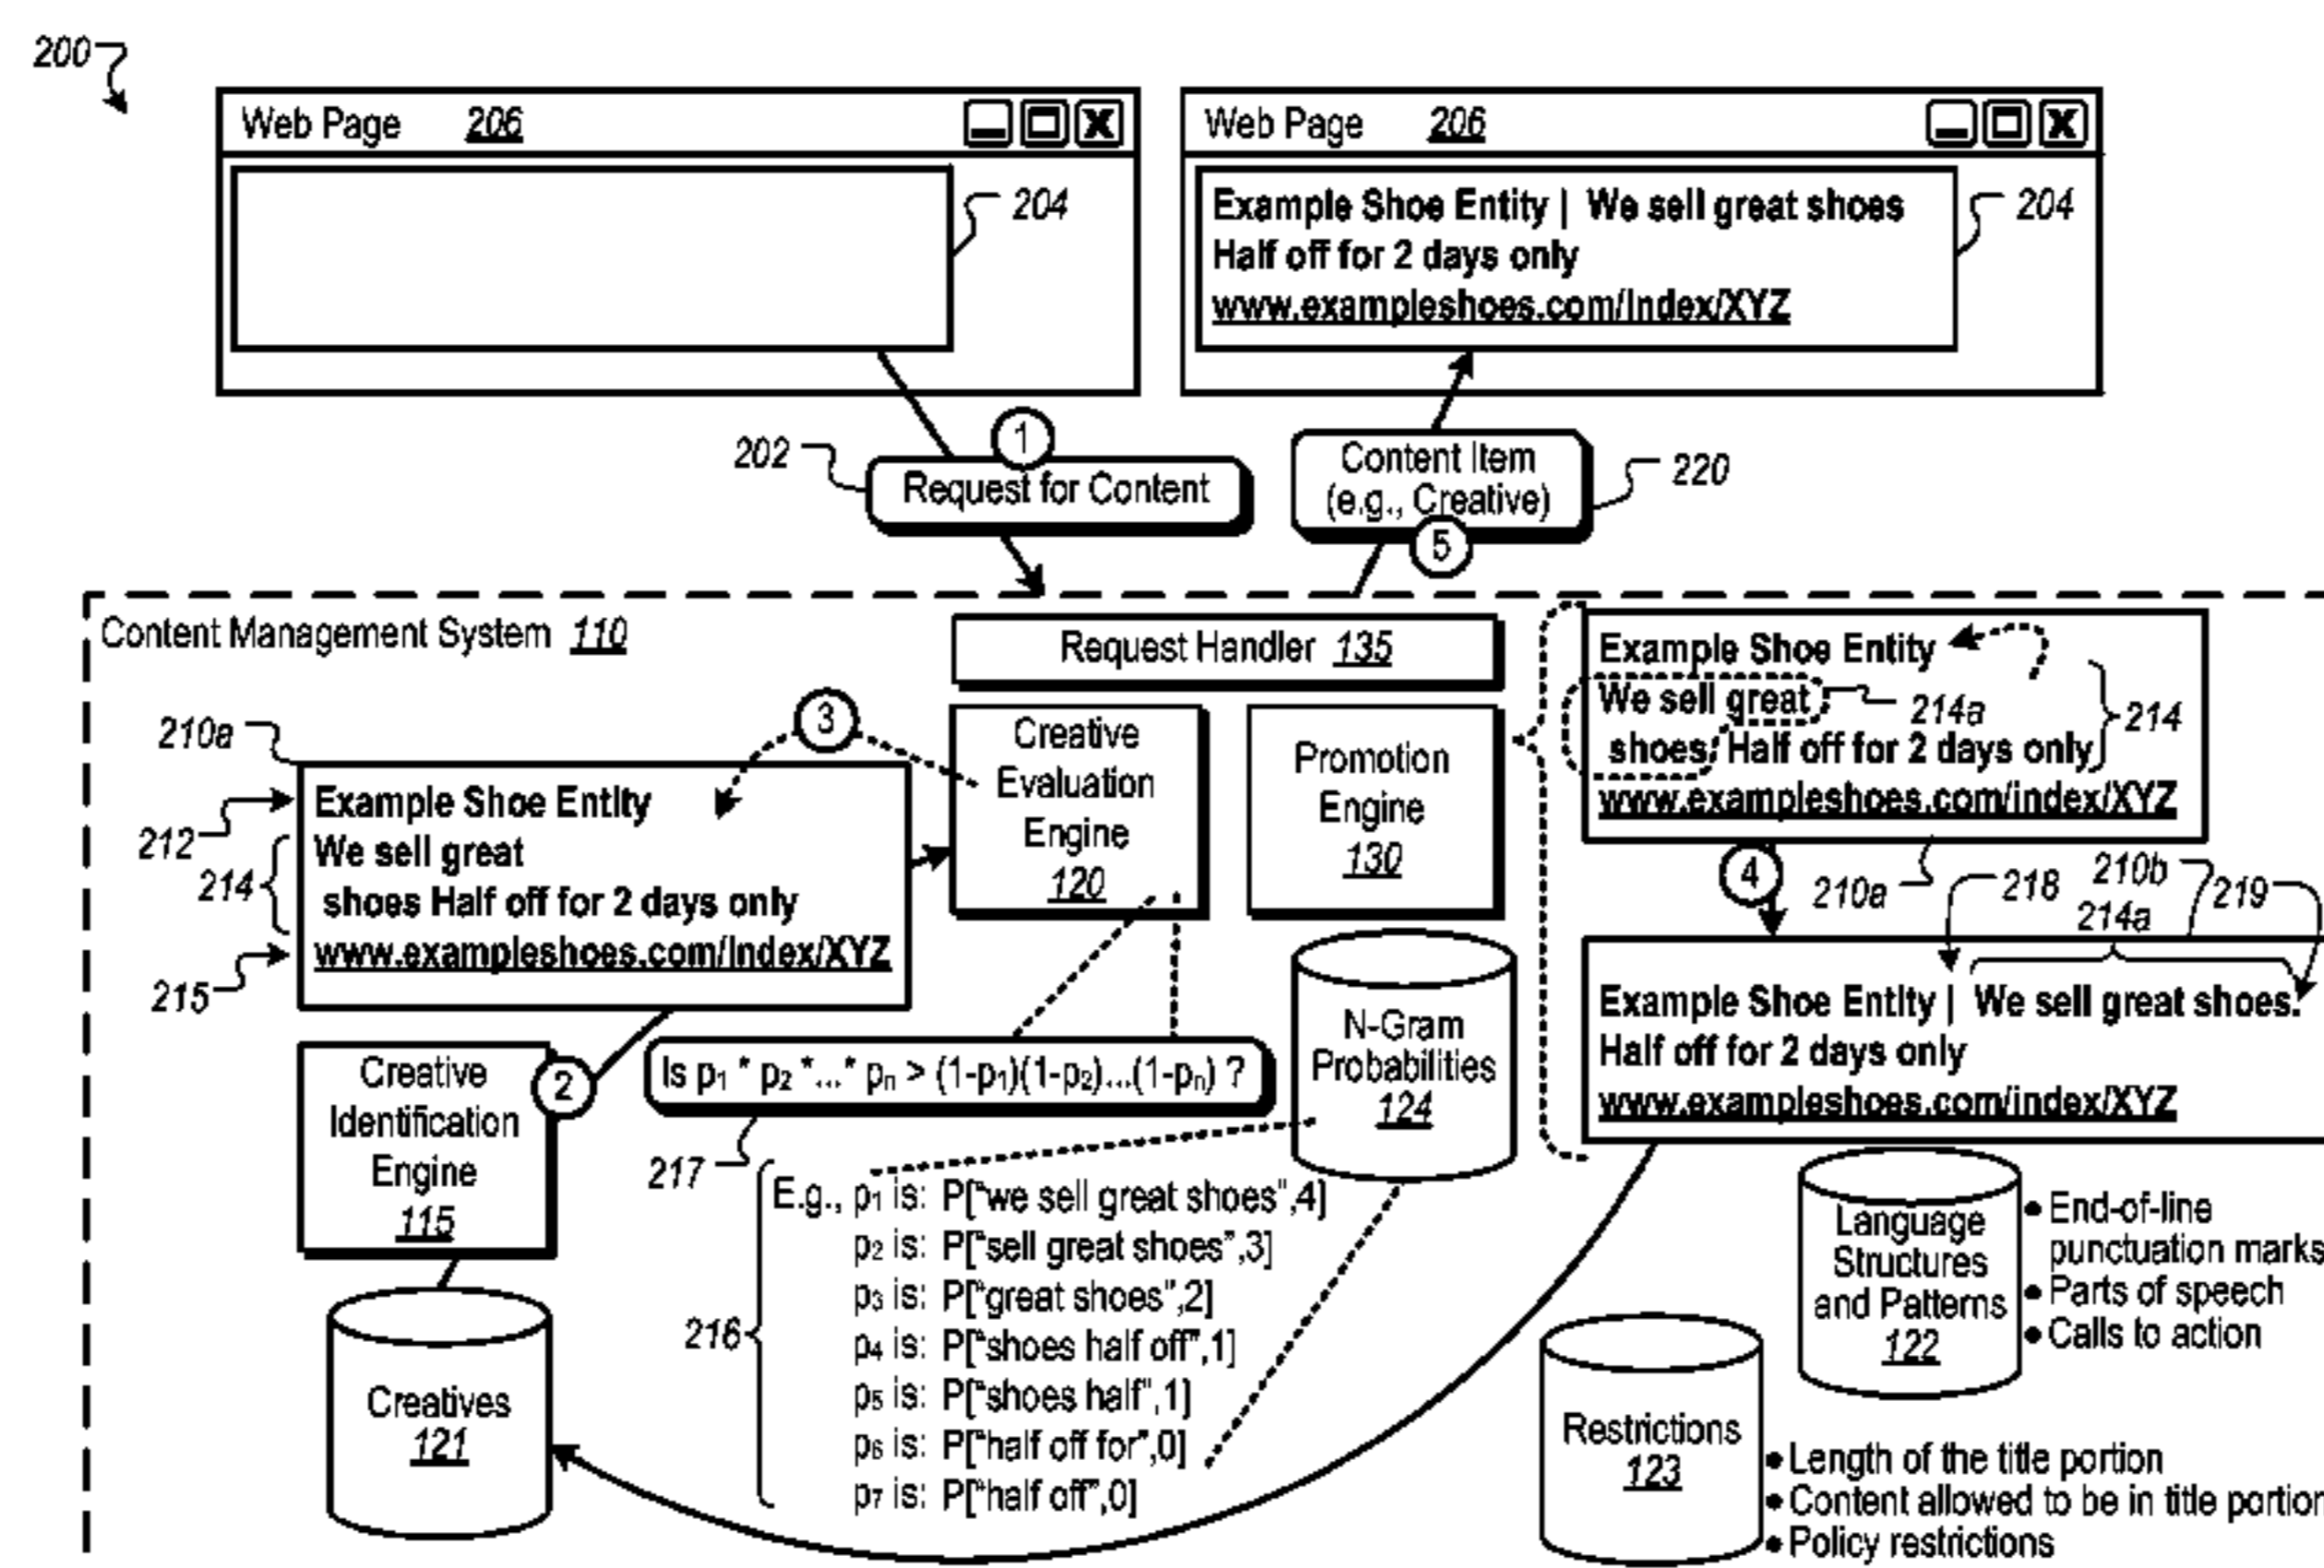 200
Web Page 206
204
Web Page 206
Example Shoe Entity | We sell great shoes
Half off for 2 days only
www.exampleshoes.com/index/XYZ
204
1
202
Request for Content
Content Item
(e.g., Creative)
220
5
Content Management System 110
Request Handler 135
3
210a
212
214
215
Example Shoe Entity
We sell great
shoes Half off for 2 days only
www.exampleshoes.com/index/XYZ
Creative
Evaluation
Engine
120
Promotion
Engine
130
Example Shoe Entity
We sell great
shoes Half off for 2 days only
www.exampleshoes.com/index/XYZ
214a
214
4
210a
218
210b
214a
219
Example Shoe Entity | We sell great shoes.
Half off for 2 days only
www.exampleshoes.com/index/XYZ
Creative
Identification
Engine
115
2
Is p1 * p2 *...* pn > (1-p1)(1-p2)...(1-pn) ?
217
N-Gram
Probabilities
124
216
E.g., p1 is: P["we sell great shoes",4]
p2 is: P["sell great shoes",3]
p3 is: P["great shoes",2]
p4 is: P["shoes half off",1]
p5 is: P["shoes half",1]
p6 is: P["half off for",0]
p7 is: P["half off",0]
Creatives
121
Language
Structures
and Patterns
122
• End-of-line
punctuation marks
• Parts of speech
• Calls to action
Restrictions
123
• Length of the title portion
• Content allowed to be in title portion
• Policy restrictions